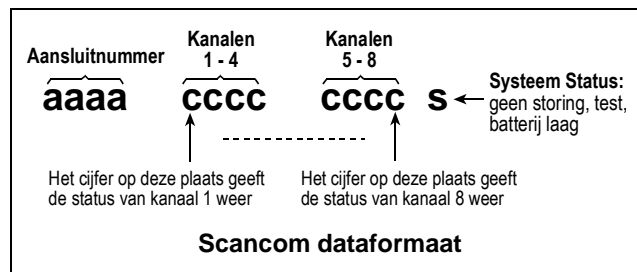 Aansluitnummer
Kanalen
1 - 4
Kanalen
5 - 8
aaaa cccc cccc s
Systeem Status:
geen storing, test,
batterij laag
Het cijfer op deze plaats geeft
de status van kanaal 1 weer
Het cijfer op deze plaats geeft
de status van kanaal 8 weer
Scancom dataformaat